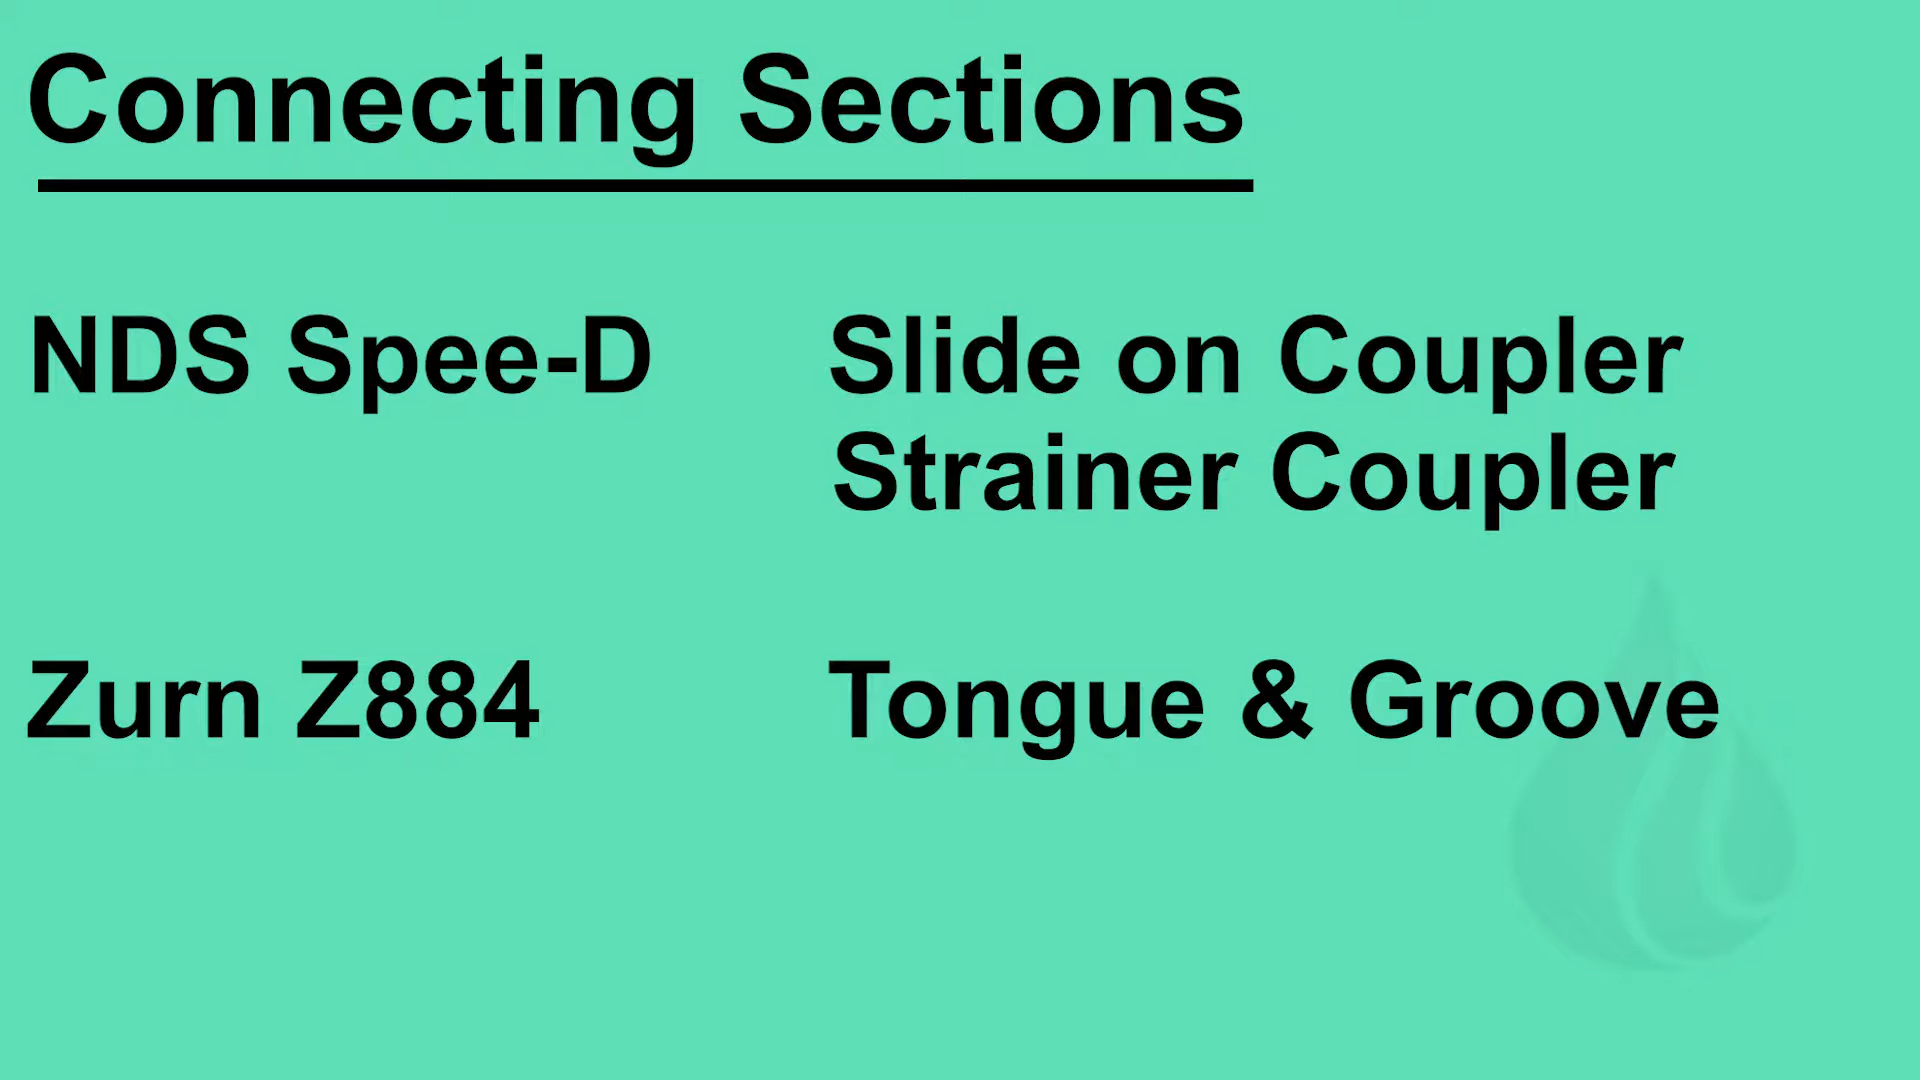 Connecting Sections
NDS Spee-D Slide on Coupler
Strainer Coupler
Zurn Z884 Tongue & Groove